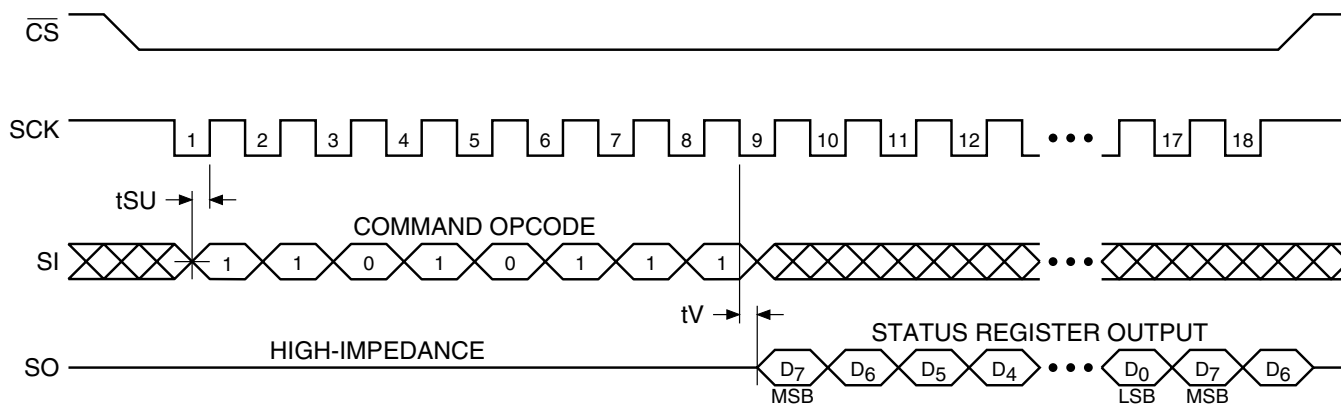 CS
SCK 1 2 3 4 5 6 7 8 9 10 11 12 ••• 17 18
tSU
COMMAND OPCODE
SI 1 1 0 1 0 1 1 1 •••
tV
HIGH-IMPEDANCE
STATUS REGISTER OUTPUT
SO D7 D6 D5 D4 ••• D0 D7 D6
MSB LSB MSB